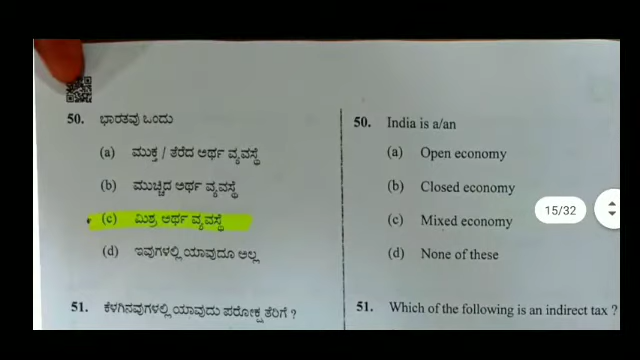 50. ಭಾರತವು ಒಂದು
(a) ಮುಕ್ತ / ತೆರೆದ ಅರ್ಥ ವ್ಯವಸ್ಥೆ
(b) ಮುಚ್ಚಿದ ಅರ್ಥ ವ್ಯವಸ್ಥೆ
(c) ಮಿಶ್ರ ಅರ್ಥ ವ್ಯವಸ್ಥೆ
(d) ಇವುಗಳಲ್ಲಿ ಯಾವುದೂ ಅಲ್ಲ
51. ಕೆಳಗಿನವುಗಳಲ್ಲಿ ಯಾವುದು ಪರೋಕ್ಷ ತೆರಿಗೆ ?
50. India is a/an
(a) Open economy
(b) Closed economy
(c) Mixed economy
(d) None of these
51. Which of the following is an indirect tax ?
15/32